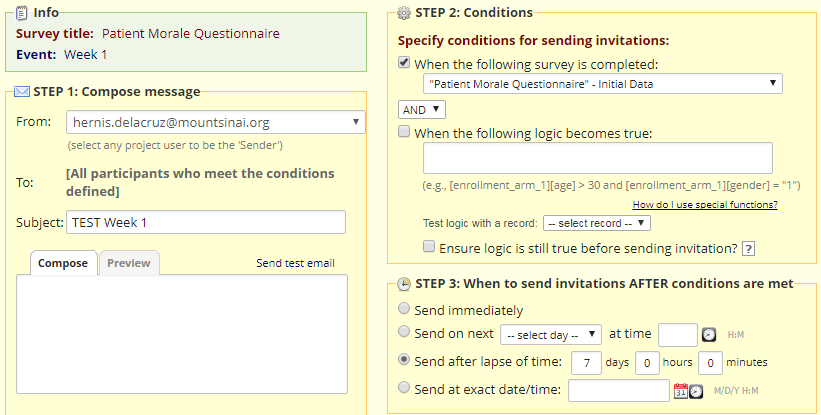 Info
Survey title: Patient Morale Questionnaire
Event: Week 1
STEP 1: Compose message
From: hernis.delacruz@mountsinai.org
(select any project user to be the 'Sender')
To: [All participants who meet the conditions
defined]
Subject: TEST Week 1
Compose Preview Send test email
STEP 2: Conditions
Specify conditions for sending invitations:
When the following survey is completed:
"Patient Morale Questionnaire" - Initial Data
AND
When the following logic becomes true:
(e.g., [enrollment_arm_1][age] > 30 and [enrollment_arm_1][gender] = "1")
How do I use special functions?
Test logic with a record: -- select record --
Ensure logic is still true before sending invitation? ?
STEP 3: When to send invitations AFTER conditions are met
Send immediately
Send on next -- select day -- at time H:M
Send after lapse of time: 7 days 0 hours 0 minutes
Send at exact date/time: 31 M/D/Y H:M